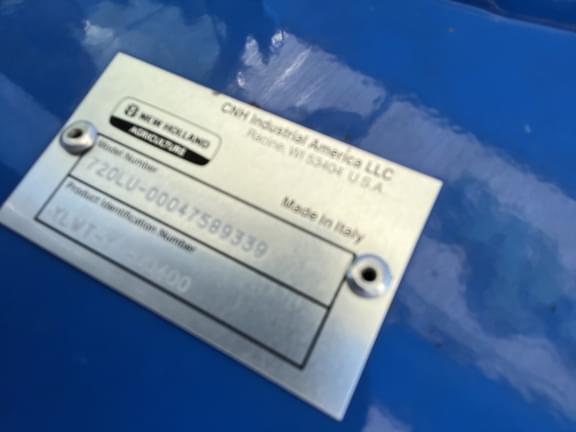 NEW HOLLAND
AGRICULTURE
CNH Industrial America LLC
Racine, WI 53404 U.S.A.
Made in Italy
Model Number
720LU-00047589339
Product Identification Number